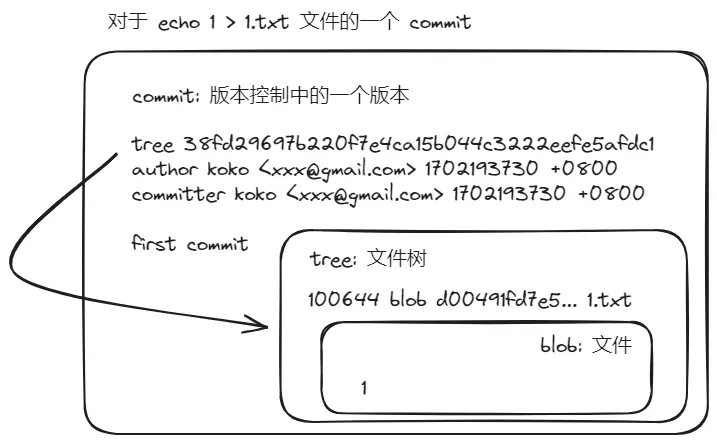 对于 echo 1 > 1.txt 文件的一个 commit
commit: 版本控制中的一个版本
tree 38fd29697b220f7e4ca15b044c3222eefe5afdc1
author koko <xxx@gmail.com> 1702193730 +0800
committer koko <xxx@gmail.com> 1702193730 +0800
first commit
tree: 文件树
100644 blob d00491fd7e5... 1.txt
blob: 文件
1